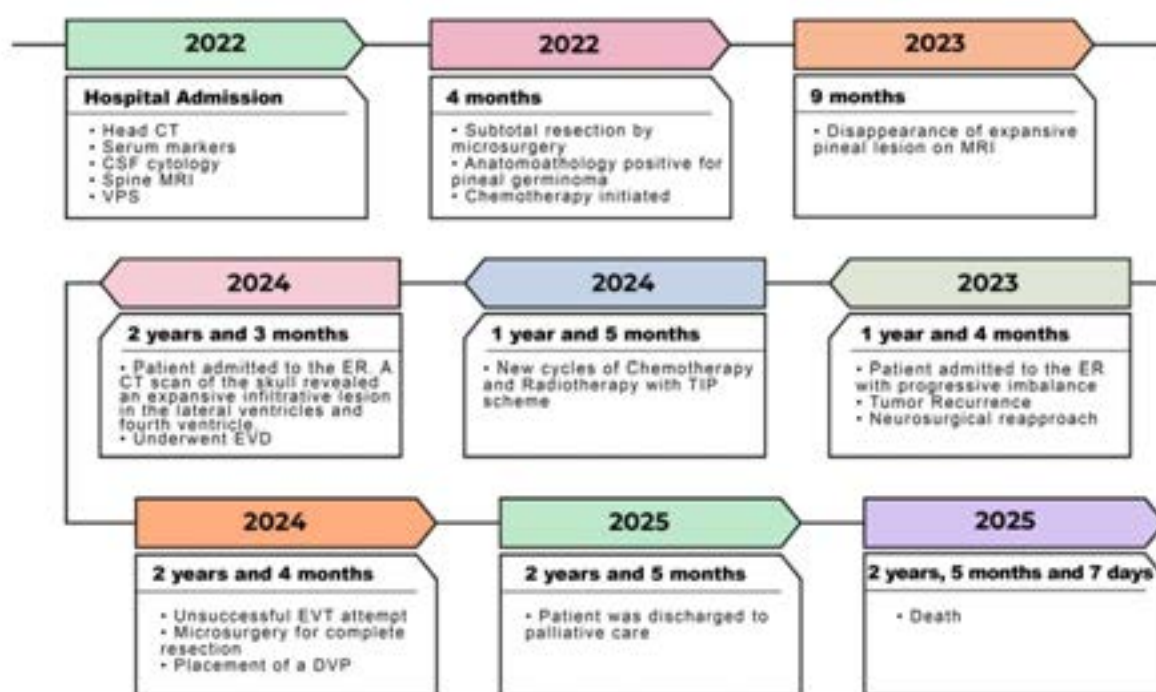 2022
Hospital Admission
• Head CT
• Serum markers
• CSF cytology
• Spine MRI
• VPS
2022
4 months
• Subtotal resection by
microsurgery
• Anatomoathology positive for
pineal germinoma
• Chemotherapy initiated
2023
9 months
• Disappearance of expansive
pineal lesion on MRI
2023
1 year and 4 months
• Patient admitted to the ER
with progressive imbalance
• Tumor Recurrence
• Neurosurgical reapproach
2024
1 year and 5 months
• New cycles of Chemotherapy
and Radiotherapy with TIP
scheme
2024
2 years and 3 months
• Patient admitted to the ER. A
CT scan of the skull revealed
an expansive infiltrative lesion
in the lateral ventricles and
fourth ventricle.
• Underwent EVD
2024
2 years and 4 months
• Unsuccessful EVT attempt
• Microsurgery for complete
resection
• Placement of a DVP
2025
2 years and 5 months
• Patient was discharged to
palliative care
2025
2 years, 5 months and 7 days
• Death